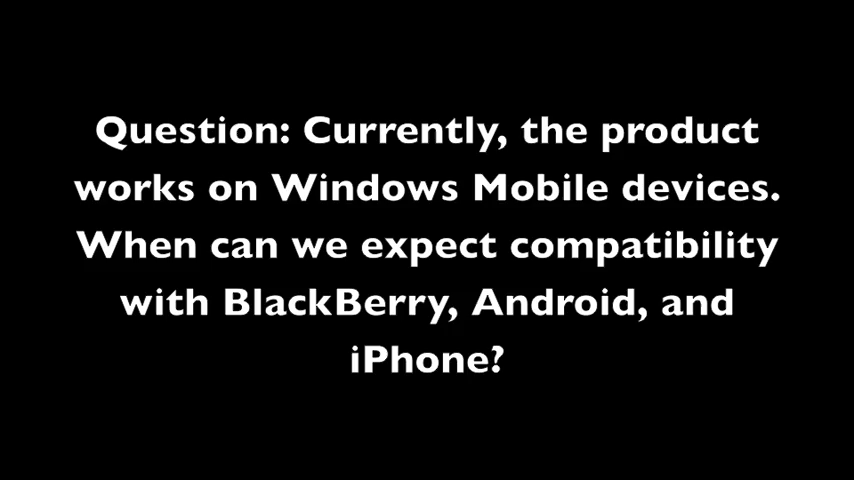 Question: Currently, the product
works on Windows Mobile devices.
When can we expect compatibility
with BlackBerry, Android, and
iPhone?